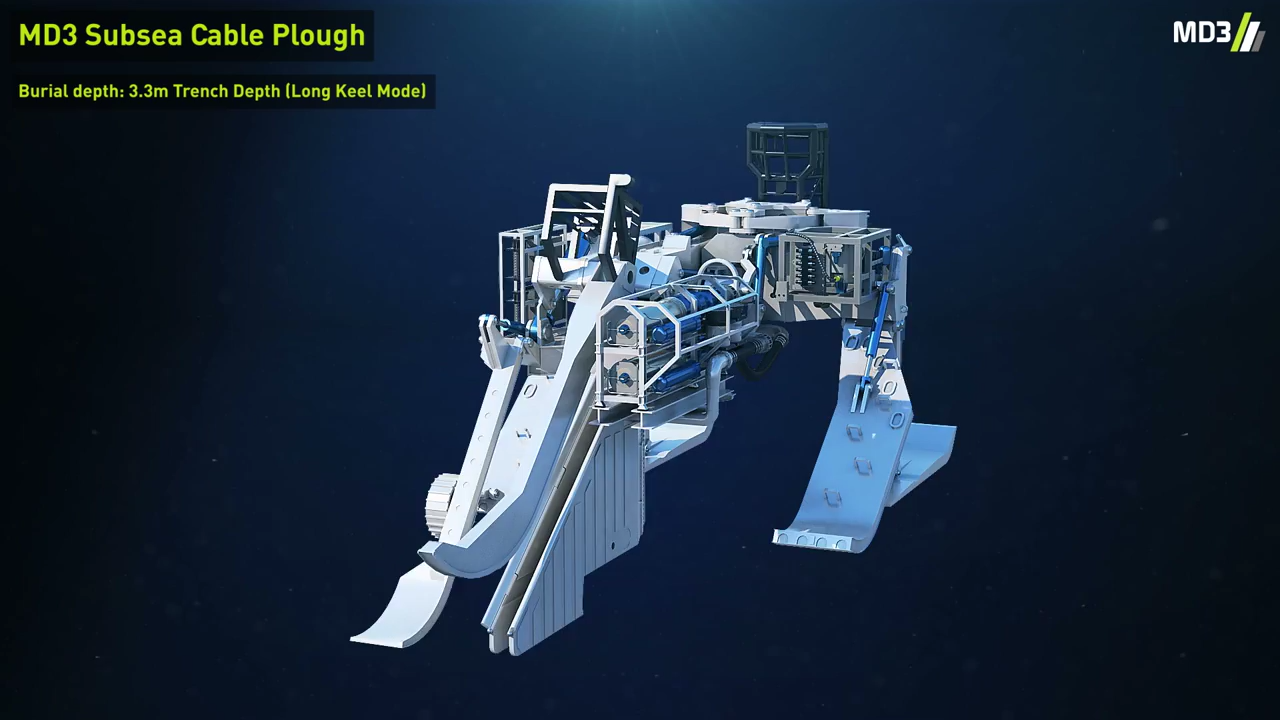 MD3 Subsea Cable Plough
MD3
Burial depth: 3.3m Trench Depth (Long Keel Mode)